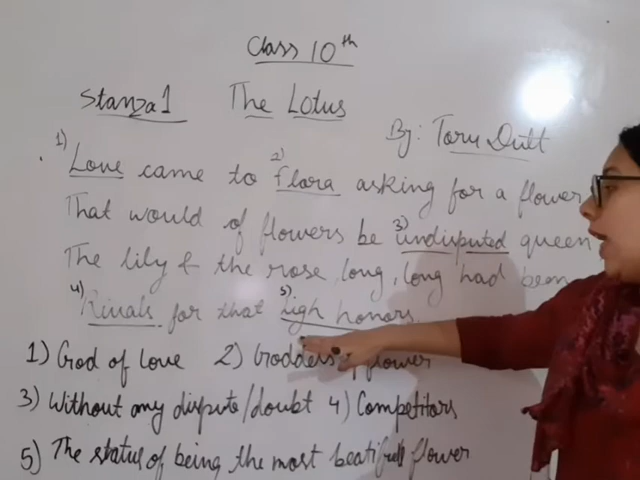 Class 10th
Stanza 1 The Lotus
By: Toru Dutt
1) Love came to 2) flora asking for a flower
That would of flowers be 3) undisputed queen
The lily & the rose, long, long had been
4) Rivals for that 5) high honors.
1) God of love 2) Goddess of flower
3) Without any dispute/doubt 4) Competitors
5) The status of being the most beatifull flower